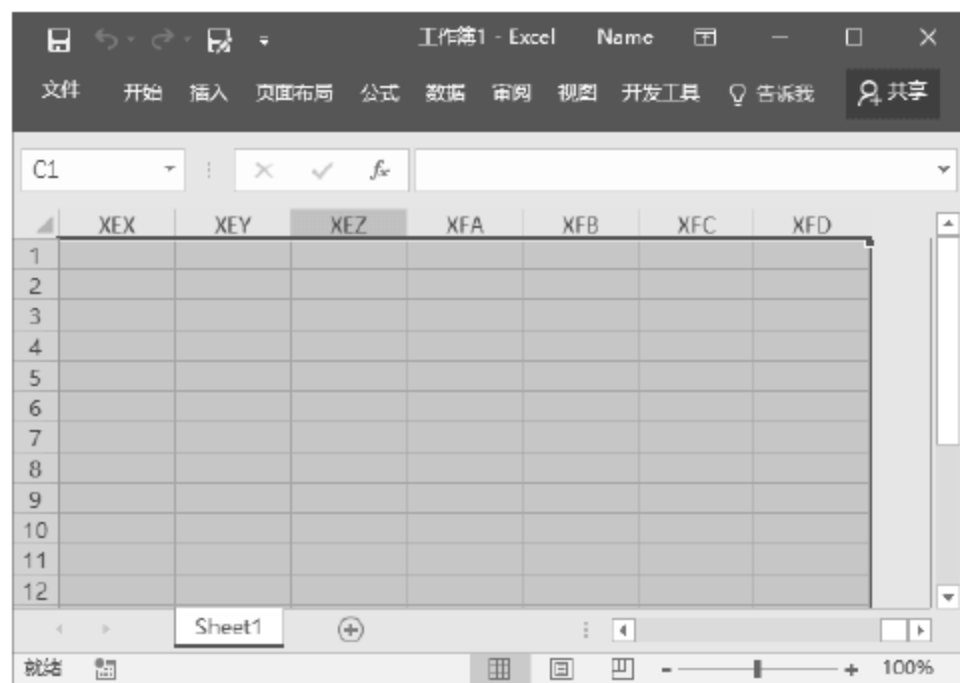 工作簿1 - Excel Name
文件 开始 插入 页面布局 公式 数据 审阅 视图 开发工具 告诉我 共享
C1 fx
XEX XEY XEZ XFA XFB XFC XFD
1
2
3
4
5
6
7
8
9
10
11
12
Sheet1
就绪 100%